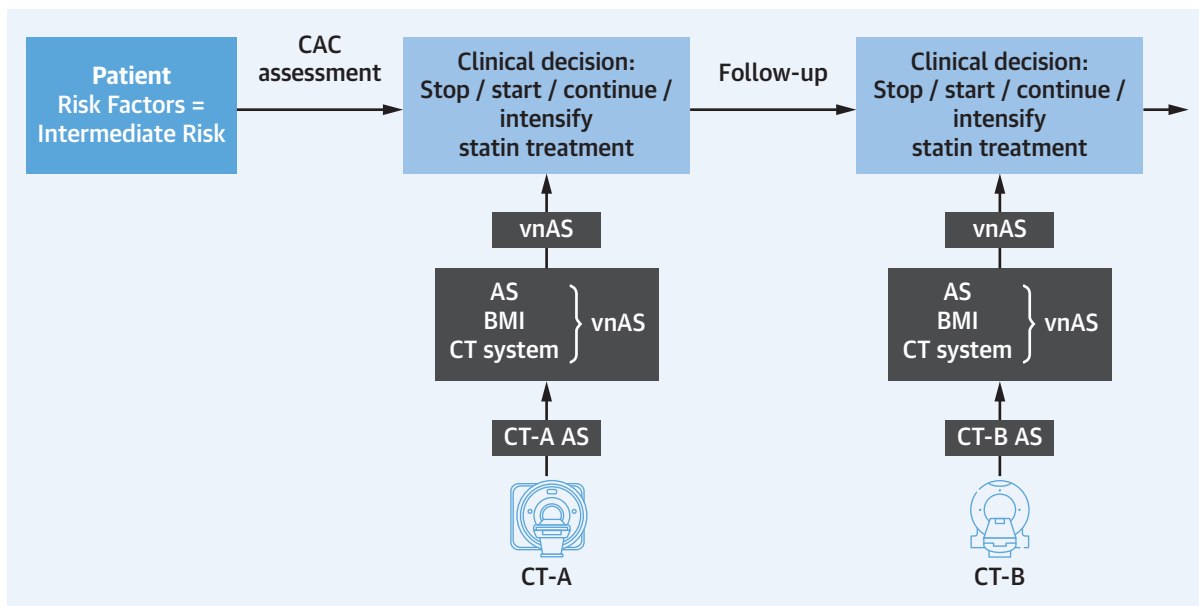 Patient
Risk Factors =
Intermediate Risk
CAC
assessment
Clinical decision:
Stop / start / continue /
intensify
statin treatment
Follow-up
Clinical decision:
Stop / start / continue /
intensify
statin treatment
vnAS
AS
BMI
CT system
vnAS
CT-A AS
CT-A
vnAS
AS
BMI
CT system
vnAS
CT-B AS
CT-B